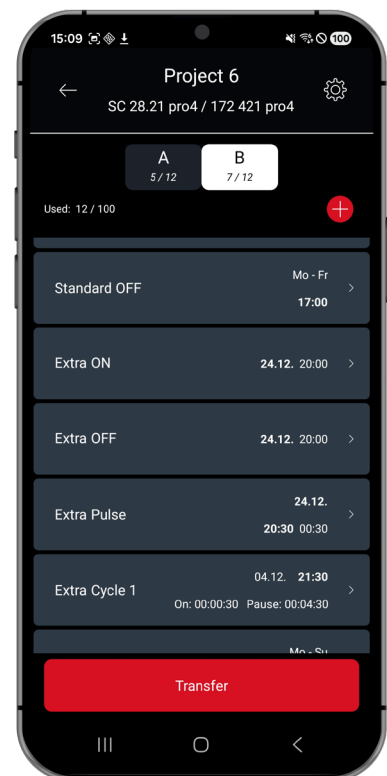 15:09
100
Project 6
SC 28.21 pro4 / 172 421 pro4
A
5 / 12
B
7 / 12
Used: 12 / 100
Standard OFF
Mo - Fr
17:00
Extra ON
24.12. 20:00
Extra OFF
24.12. 20:00
Extra Pulse
24.12.
20:30 00:30
Extra Cycle 1
04.12. 21:30
On: 00:00:30 Pause: 00:04:30
Mo - Su
Transfer